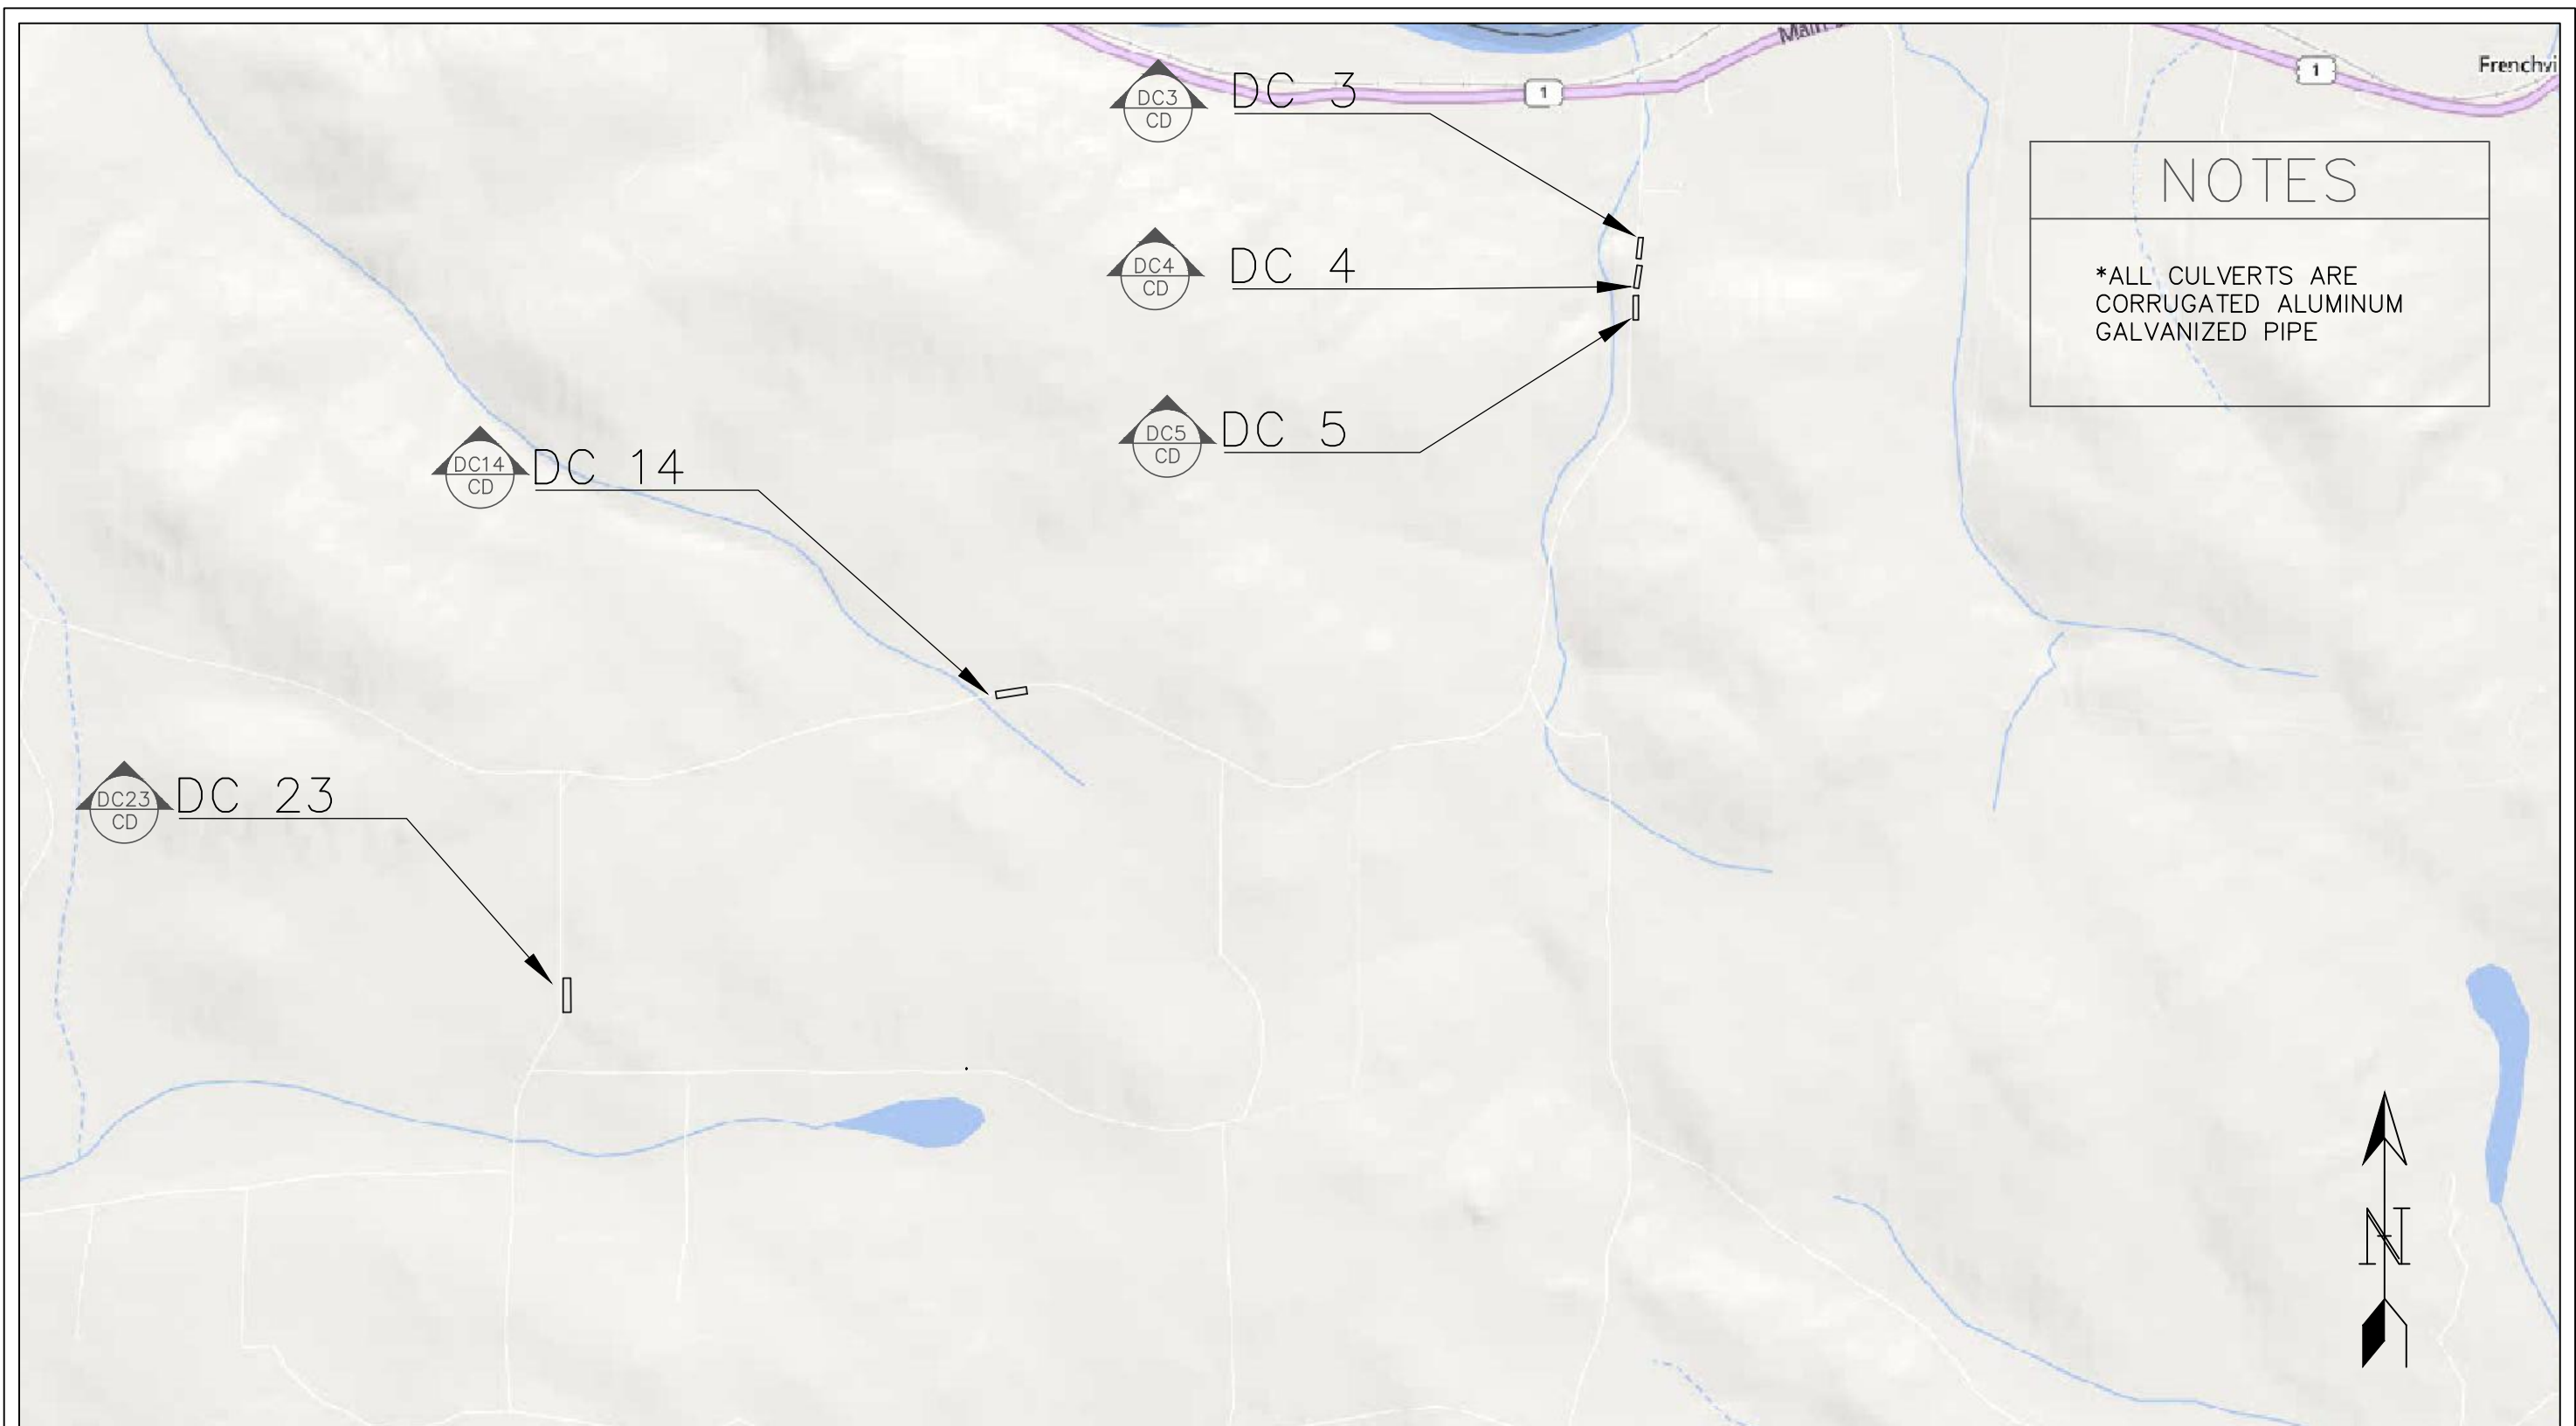 Main
1
1
Frenchvi
DC3
CD
DC 3
NOTES
*ALL CULVERTS ARE
CORRUGATED ALUMINUM
GALVANIZED PIPE
DC4
CD
DC 4
DC5
CD
DC 5
DC14
CD
DC 14
DC23
CD
DC 23
N